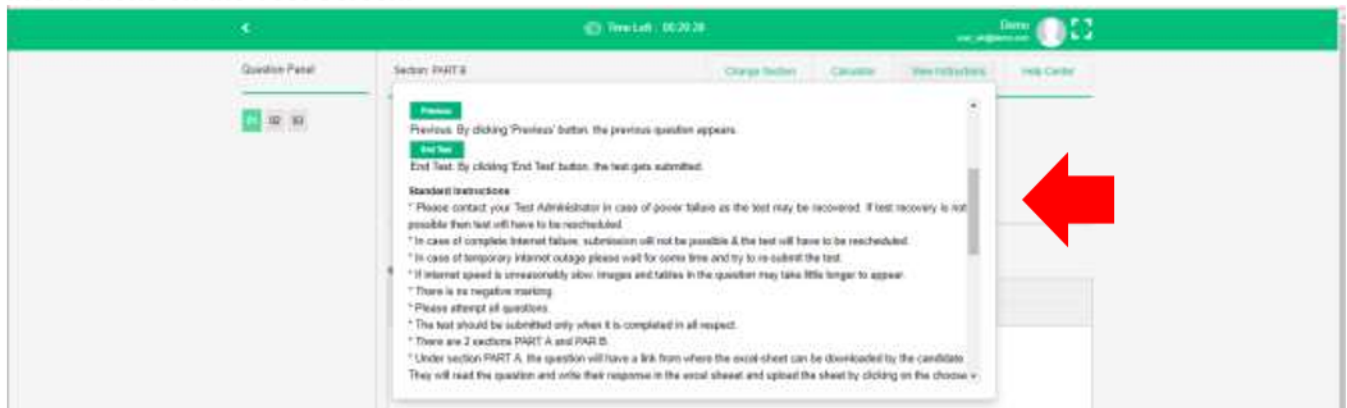 Time Left : 00:29:28
Demo
Question Panel
Section: PART B
Change Section
Calculator
View Instructions
Help Center
01 02 03
Previous
Previous: By clicking 'Previous' button, the previous question appears.
End Test
End Test: By clicking 'End Test' button, the test gets submitted.
Standard Instructions
* Please contact your Test Administrator in case of power failure as the test may be recovered. If test recovery is not
possible then test will have to be rescheduled.
* In case of complete Internet failure, submission will not be possible & the test will have to be rescheduled.
* In case of temporary internet outage please wait for some time and try to re-submit the test.
* If internet speed is unreasonably slow, images and tables in the question may take little longer to appear.
* There is no negative marking.
* Please attempt all questions.
* The test should be submitted only when it is completed in all respect.
* There are 2 sections PART A and PAR B.
* Under section PART A, the question will have a link from where the excel-sheet can be downloaded by the candidate.
They will read the question and write their response in the excel sheeet and upload the sheet by clicking on the choose